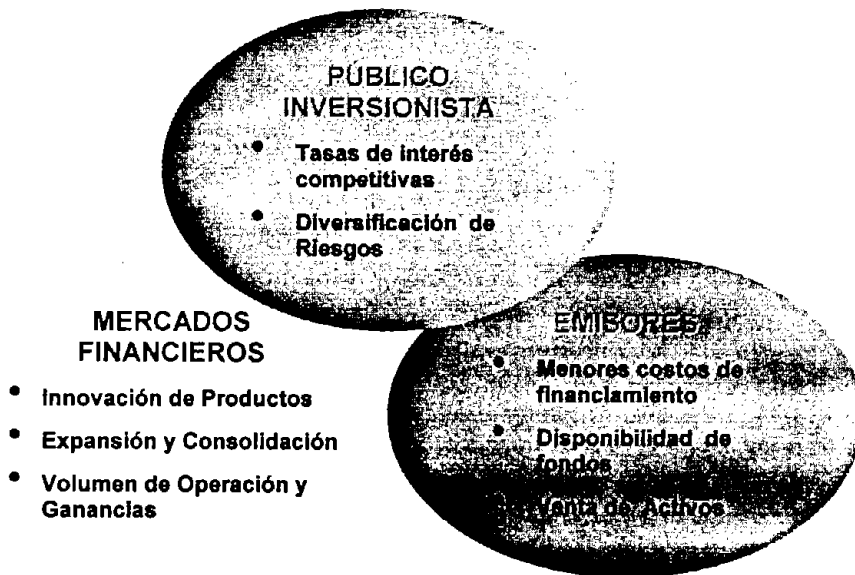 PÚBLICO
INVERSIONISTA
• Tasas de interés
competitivas
• Diversificación de
Riesgos
MERCADOS
FINANCIEROS
• Innovación de Productos
• Expansión y Consolidación
• Volumen de Operación y
Ganancias
EMISORES
• Menores costos de
financiamiento
• Disponibilidad de
fondos
Venta de Activos